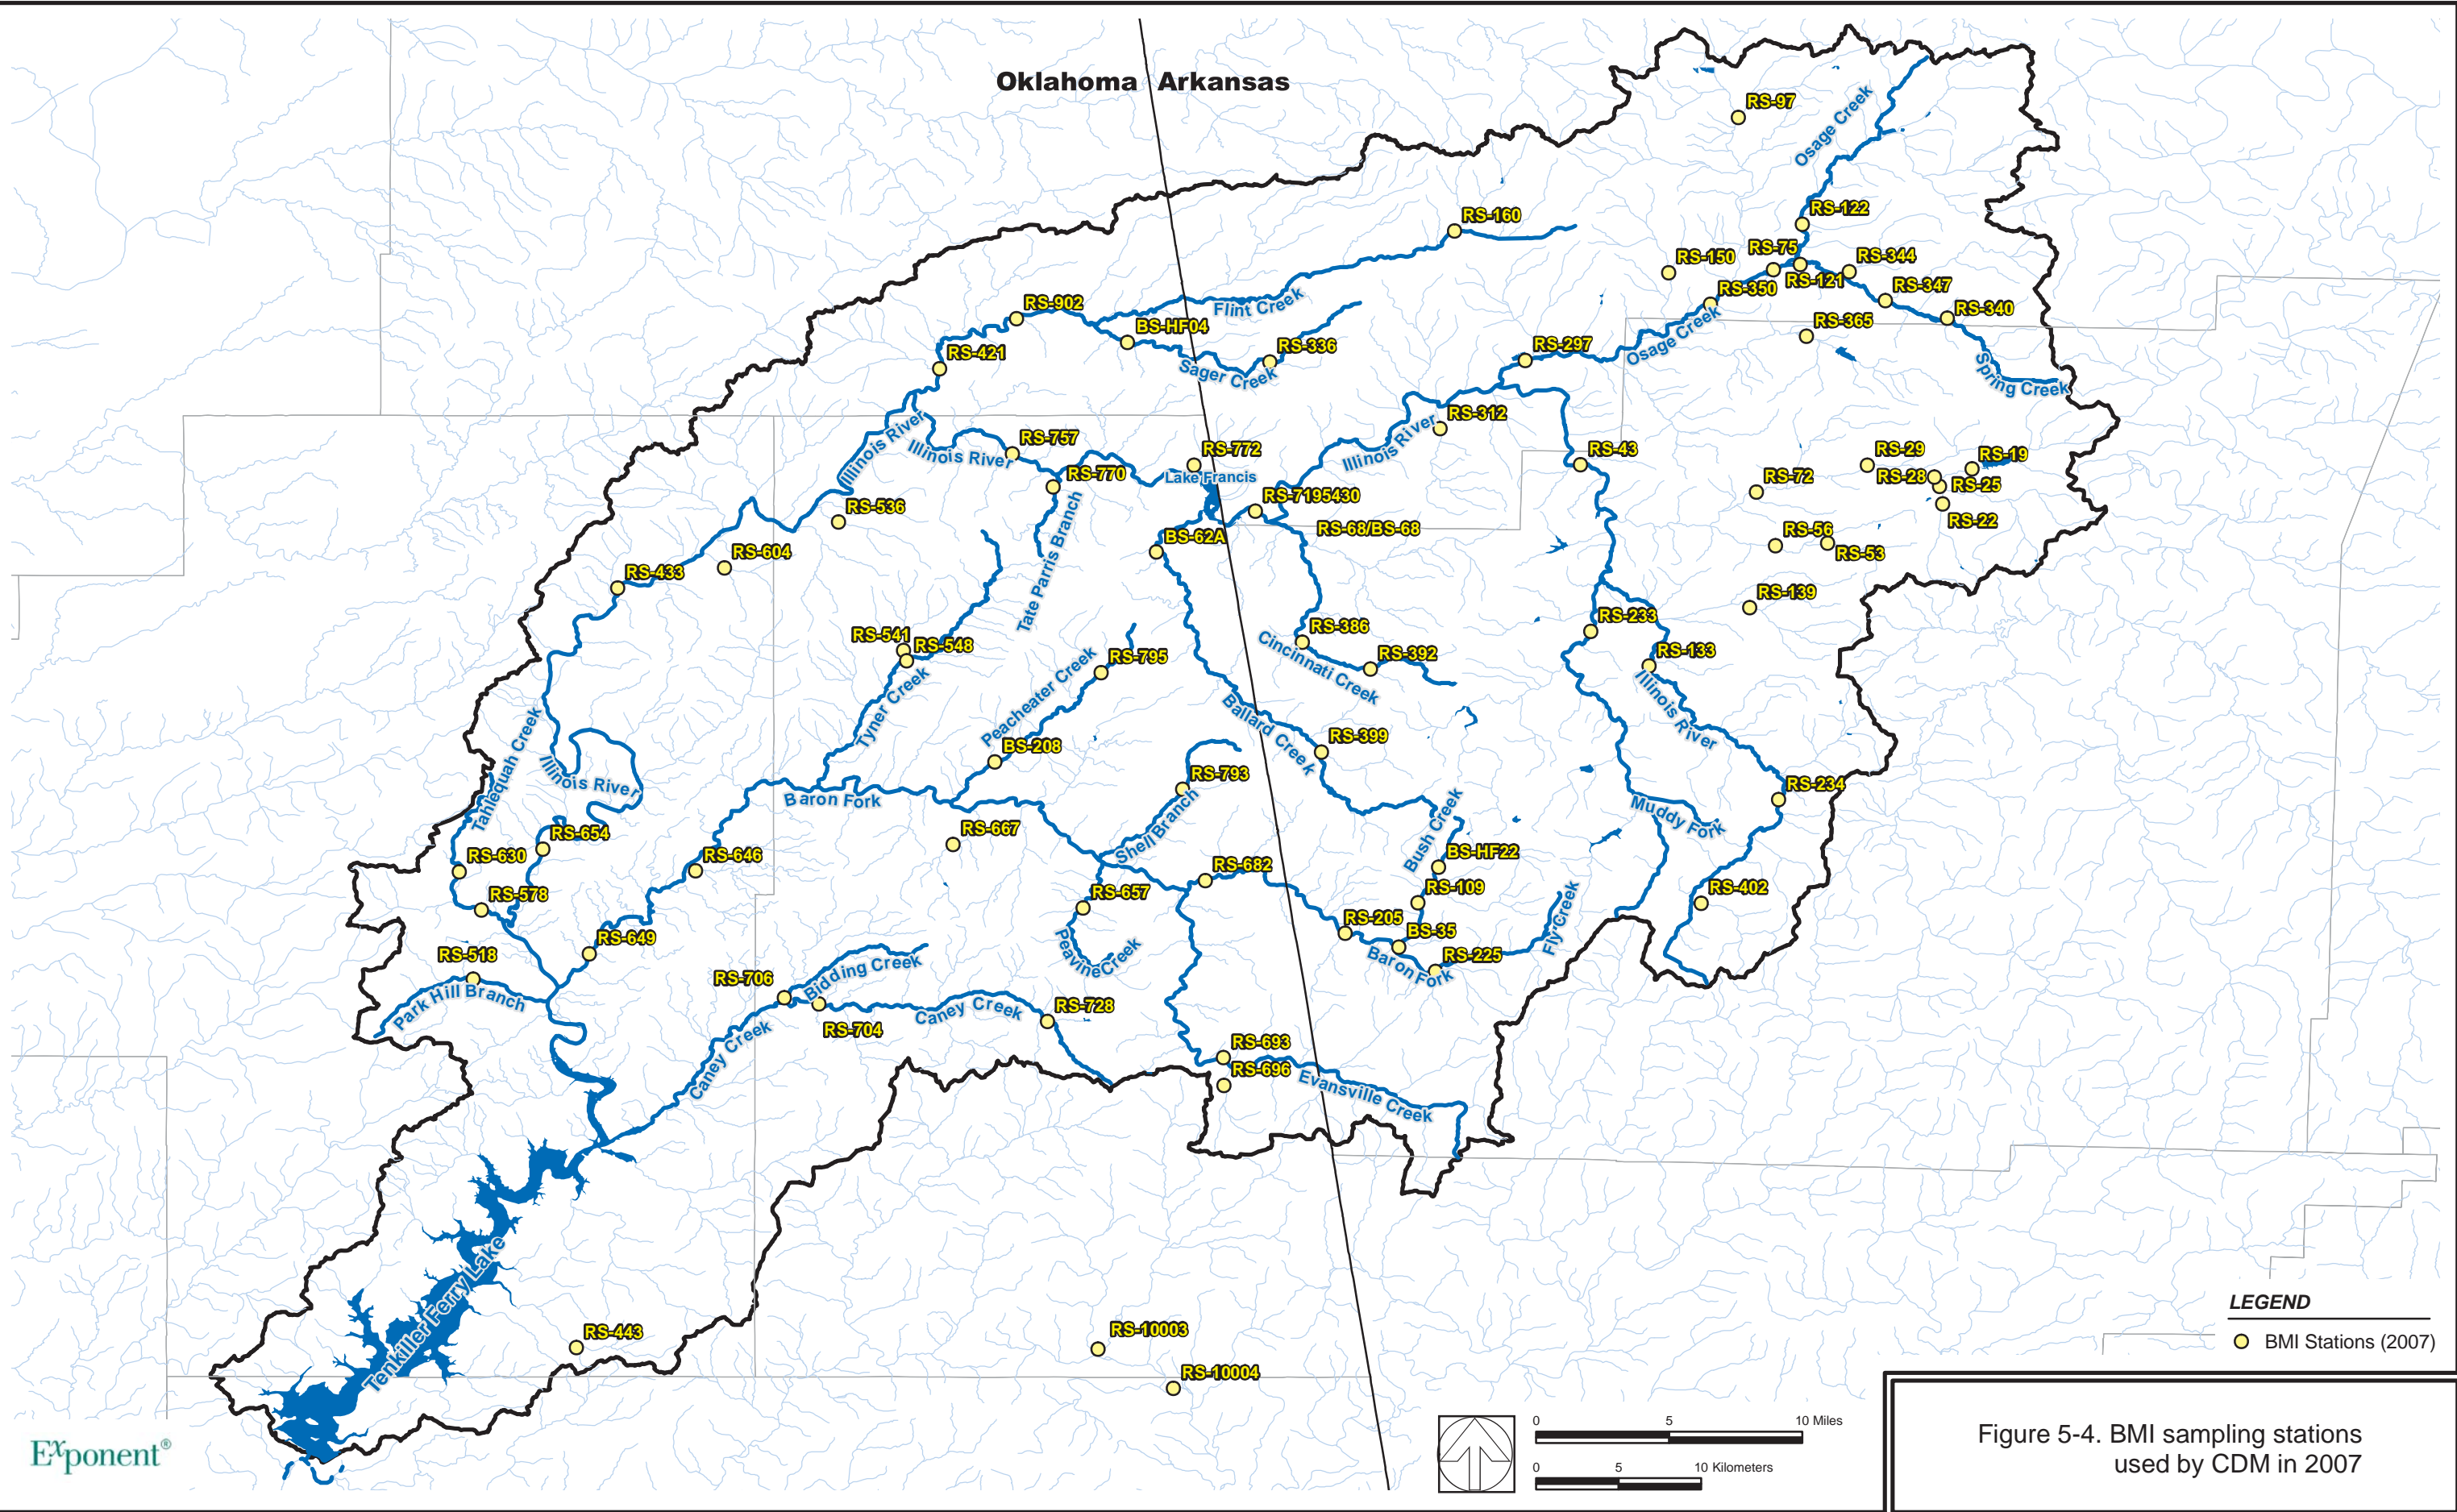 Oklahoma Arkansas
RS-97
Osage Creek
RS-122
RS-160
RS-75
RS-344
RS-150
RS-121
RS-347
RS-350
RS-340
RS-902
Flint Creek
BS-HF04
RS-336
RS-365
RS-421
Sager Creek
RS-297
Osage Creek
Spring Creek
RS-312
Illinois River
Illinois River
RS-757
RS-772
Illinois River
RS-43
RS-29
RS-19
RS-770
Lake Francis
RS-72
RS-28
RS-25
RS-7195430
RS-22
RS-536
RS-68/BS-68
BS-62A
RS-56
RS-53
RS-604
RS-433
Tate Parris Branch
RS-139
RS-541
RS-548
RS-386
RS-233
RS-795
Cincinnati Creek
RS-392
RS-133
Tyner Creek
Peacheater Creek
Illinois River
Tahlequah Creek
BS-208
Ballard Creek
RS-399
Illinois River
RS-793
RS-234
Baron Fork
Shell Branch
Bush Creek
Muddy Fork
RS-654
RS-667
RS-630
RS-646
RS-682
BS-HF22
RS-578
RS-657
RS-109
RS-402
RS-649
RS-205
BS-35
Fly Creek
RS-518
Peavine Creek
Baron Fork
RS-225
RS-706
Bidding Creek
Park Hill Branch
RS-704
Caney Creek
RS-728
Caney Creek
RS-693
RS-696
Evansville Creek
Tenkiller Ferry Lake
RS-443
RS-10003
RS-10004
LEGEND
BMI Stations (2007)
0 5 10 Miles
0 5 10 Kilometers
Exponent®
Figure 5-4. BMI sampling stations
used by CDM in 2007